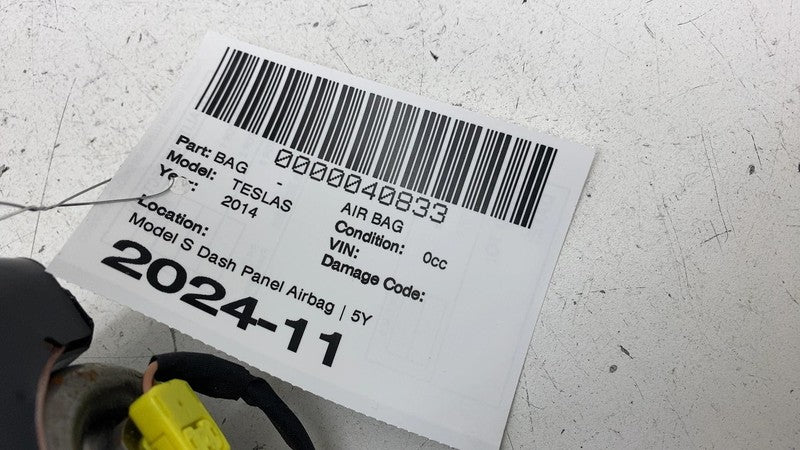 0000040833
Part: BAG - AIR BAG
Model: TESLAS Condition: 0cc
Year: 2014 VIN:
Damage Code:
Location:
Model S Dash Panel Airbag | 5Y
2024-11